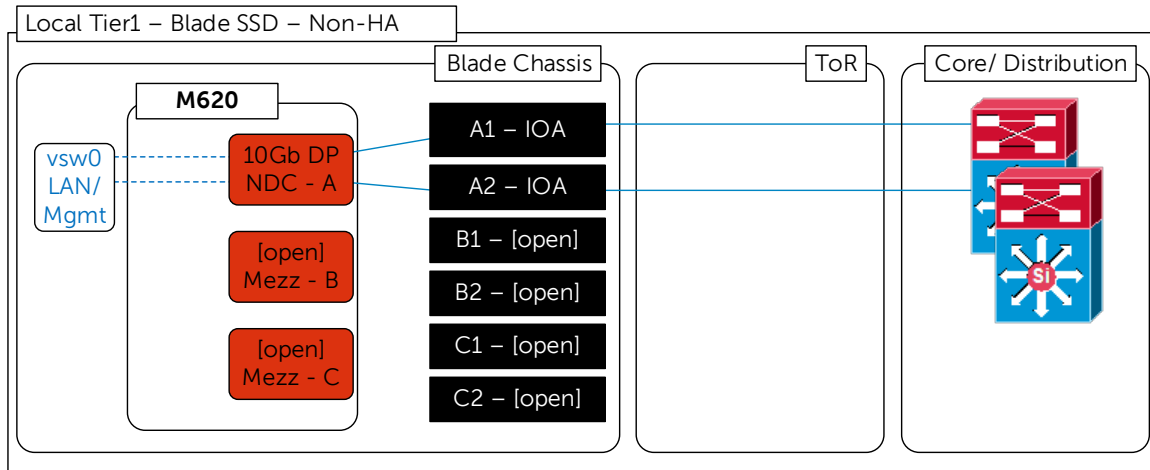 Local Tier1 – Blade SSD – Non-HA
Blade Chassis
ToR
Core/ Distribution
M620
vsw0
LAN/
Mgmt
10Gb DP
NDC - A
[open]
Mezz - B
[open]
Mezz - C
A1 – IOA
A2 – IOA
B1 – [open]
B2 – [open]
C1 – [open]
C2 – [open]
Si